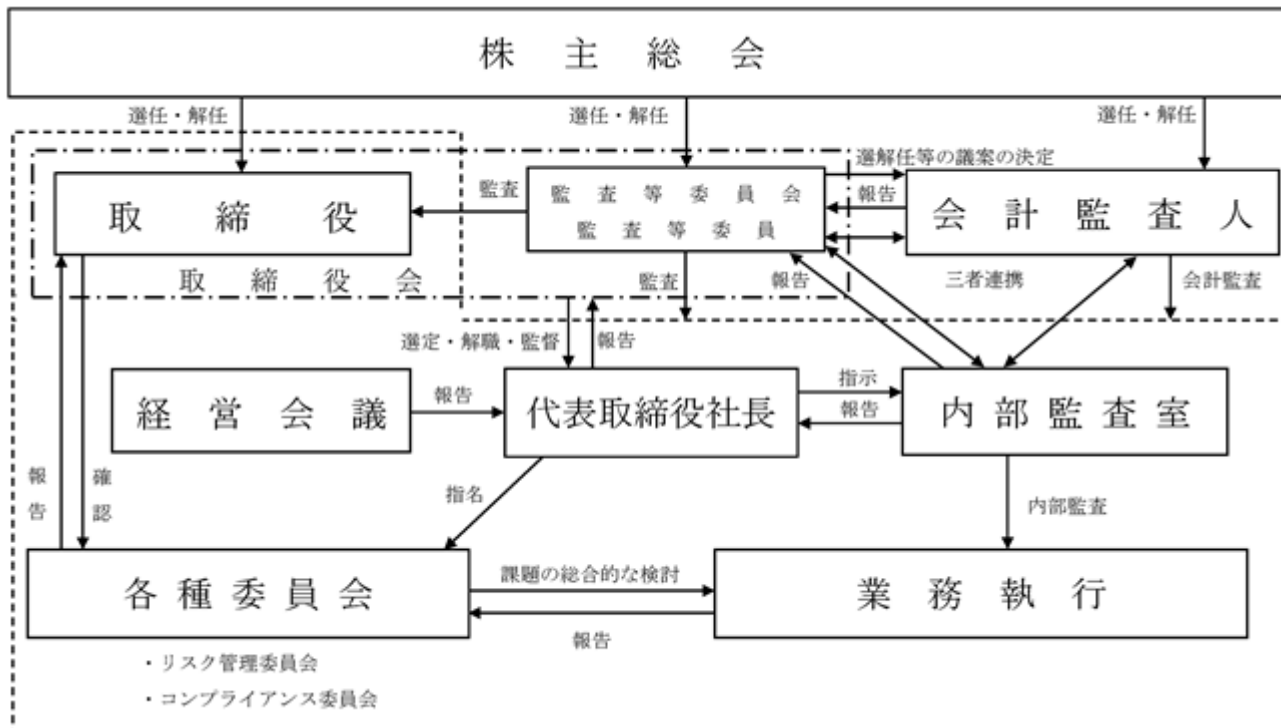 株主総会
選任・解任
選任・解任
選任・解任
選解任等の議案の決定
取締役
監査
監査等委員会
監査等委員
報告
会計監査人
取締役会
監査
報告
三者連携
会計監査
選定・解職・監督
報告
経営会議
報告
代表取締役社長
指示
報告
内部監査室
報告
確認
指名
内部監査
各種委員会
課題の総合的な検討
報告
業務執行
・リスク管理委員会
・コンプライアンス委員会